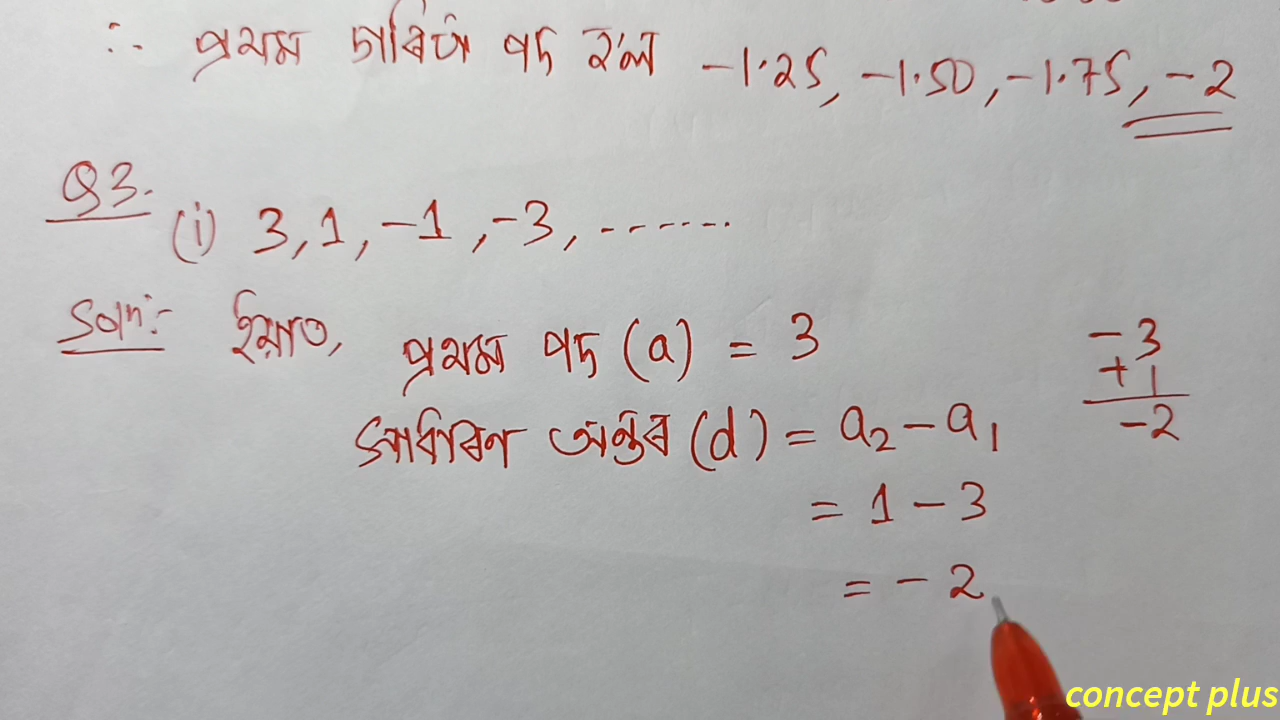 ∴ প্ৰথম চাৰিটা পদ হ'ল -1.25, -1.50, -1.75, -2
Q3.
(i) 3, 1, -1, -3, .......
Soln:- ইয়াত, প্ৰথম পদ (a) = 3
সাধাৰণ অন্তৰ (d) = a₂ - a₁
= 1 - 3
= - 2
- 3
+ 1
-2
concept plus